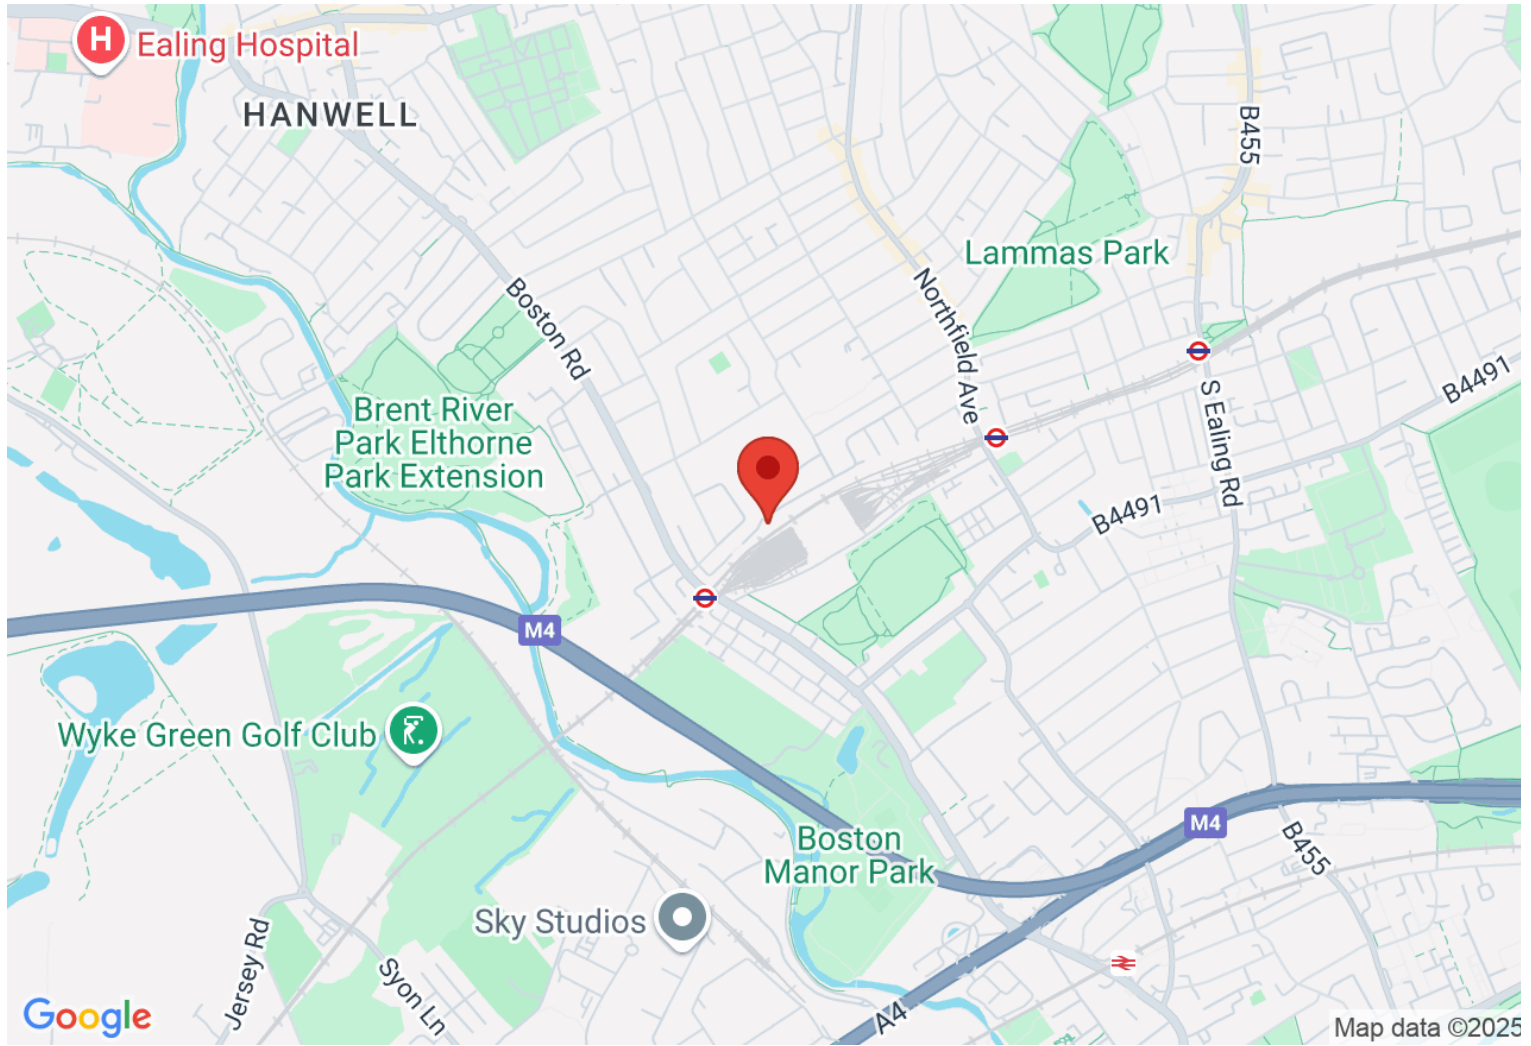 H
Ealing Hospital
HANWELL
B455
Lammas Park
Boston Rd
Northfield Ave
B4491
S Ealing Rd
Brent River
Park Elthorne
Park Extension
B4491
M4
Wyke Green Golf Club
M4
Boston
Manor Park
B455
Sky Studios
Jersey Rd
Syon Ln
A4
Google
Map data ©2025